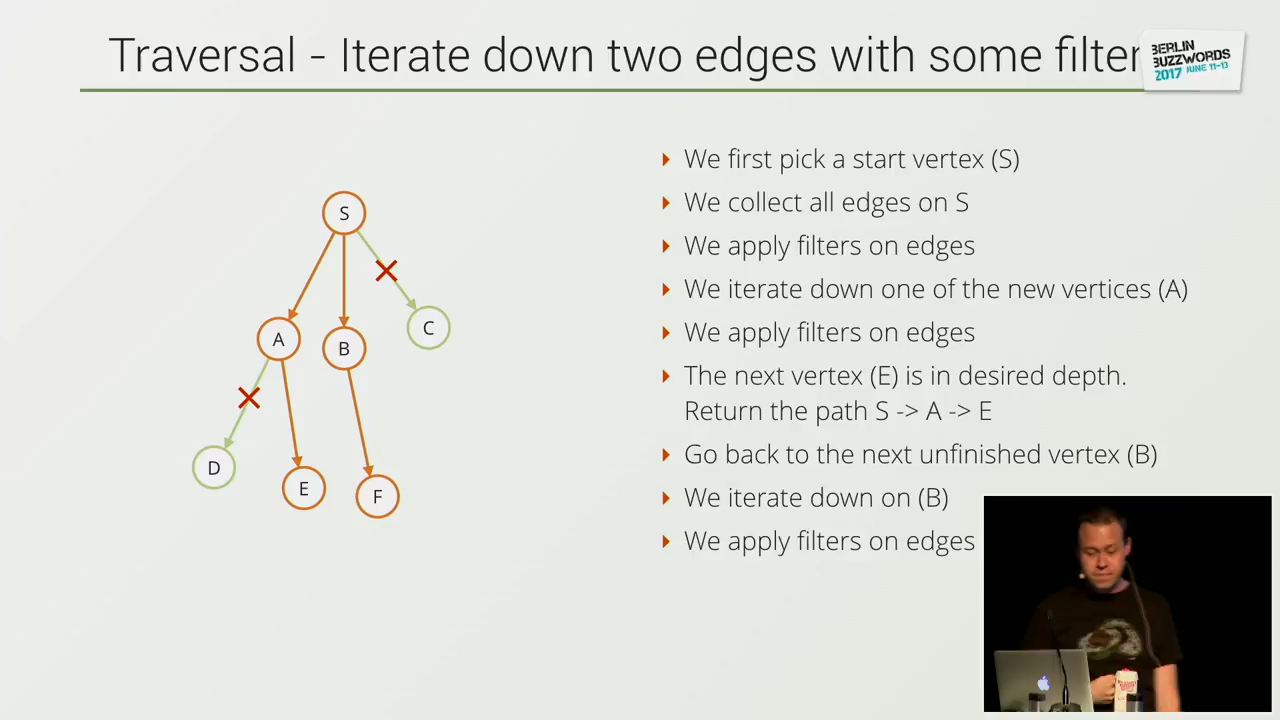 Traversal - Iterate down two edges with some filter
BERLIN
BUZZWORDS
2017 JUNE 11-13
We first pick a start vertex (S)
We collect all edges on S
We apply filters on edges
We iterate down one of the new vertices (A)
We apply filters on edges
The next vertex (E) is in desired depth.
Return the path S -> A -> E
Go back to the next unfinished vertex (B)
We iterate down on (B)
We apply filters on edges
S
A
B
C
D
E
F